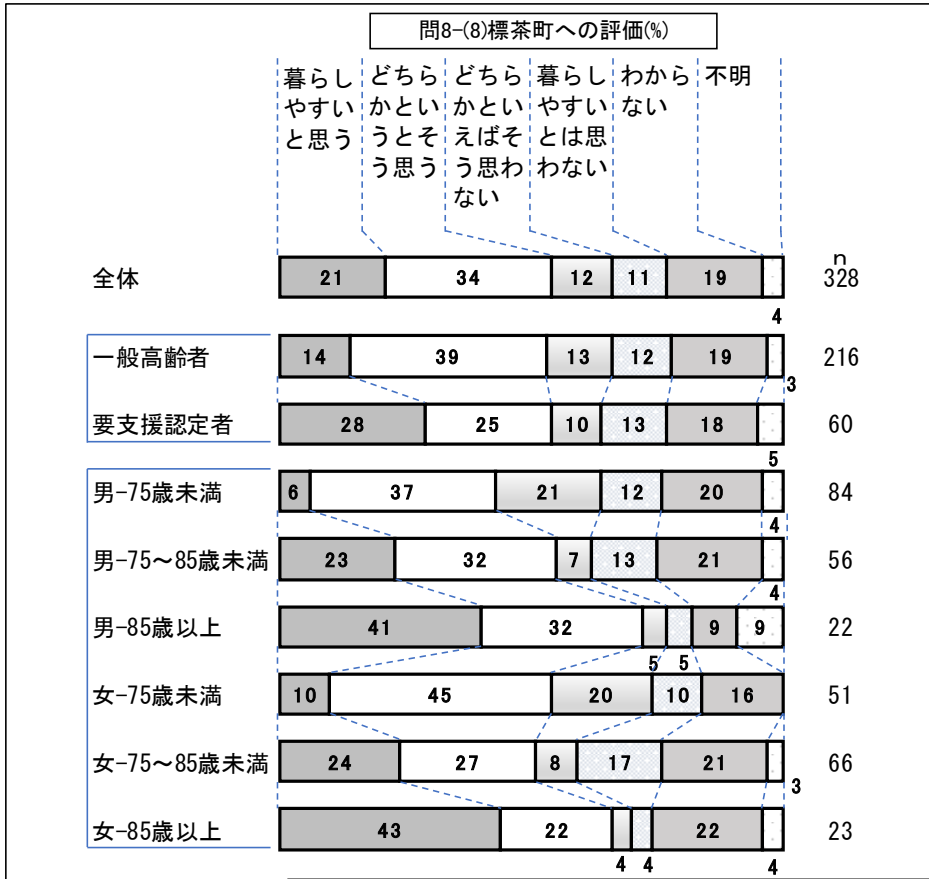 問8-(8)標茶町への評価(%)
暮らし
やすい
と思う
どちら
かとい
うとそ
う思う
どちら
かとい
えばそ
う思わ
ない
暮らし
やすい
とは思
わない
わから
ない
不明
n
全体 21 34 12 11 19 328
4
一般高齢者 14 39 13 12 19 216
3
要支援認定者 28 25 10 13 18 60
5
男-75歳未満 6 37 21 12 20 84
4
男-75～85歳未満 23 32 7 13 21 56
4
男-85歳以上 41 32 9 9 22
5 5
女-75歳未満 10 45 20 10 16 51
女-75～85歳未満 24 27 8 17 21 66
3
女-85歳以上 43 22 22 23
4 4 4